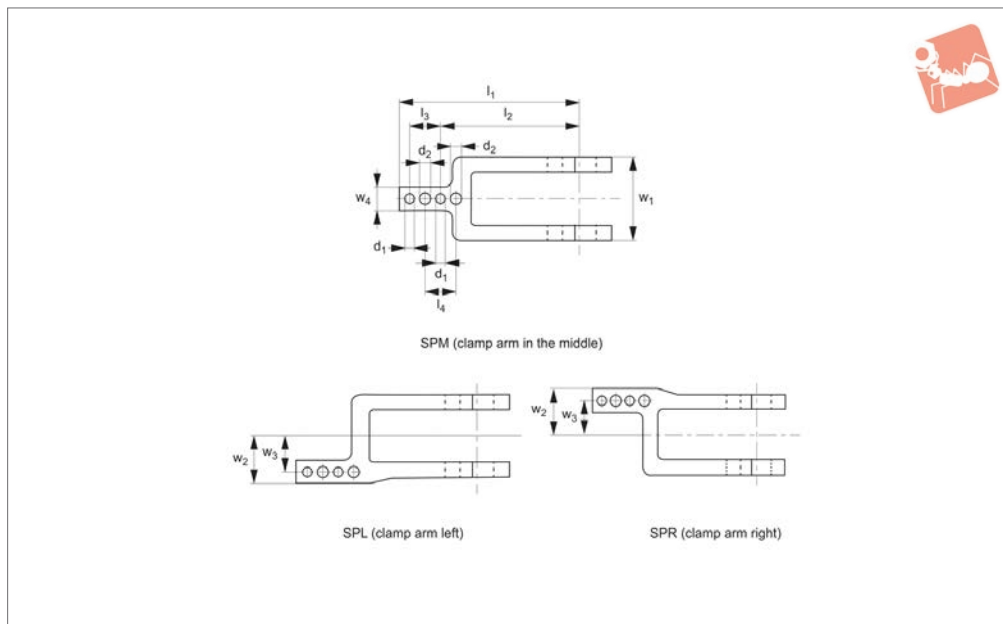 l₁
l₃ l₂
d₂ d₂
w₄ w₁
d₁
d₁
l₄
SPM (clamp arm in the middle)
w₂ w₃
w₂ w₃
SPL (clamp arm left)
SPR (clamp arm right)